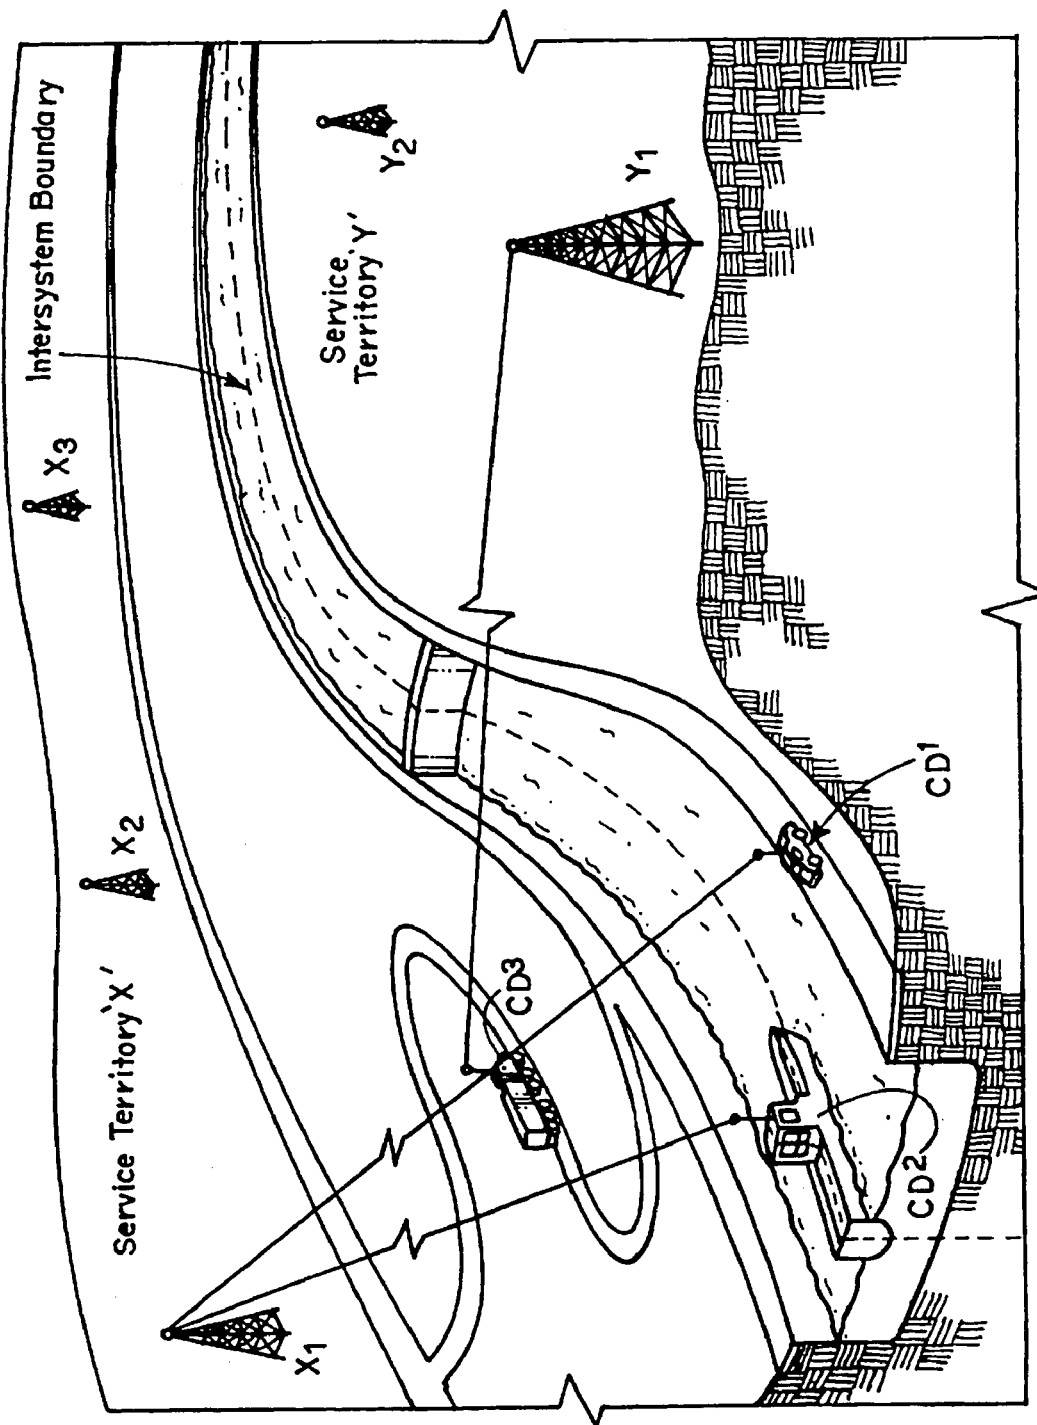 Intersystem Boundary
X3
X2
Service Territory 'X'
X1
Y2
Service
Territory 'Y'
Y1
CD3
CD1
CD2